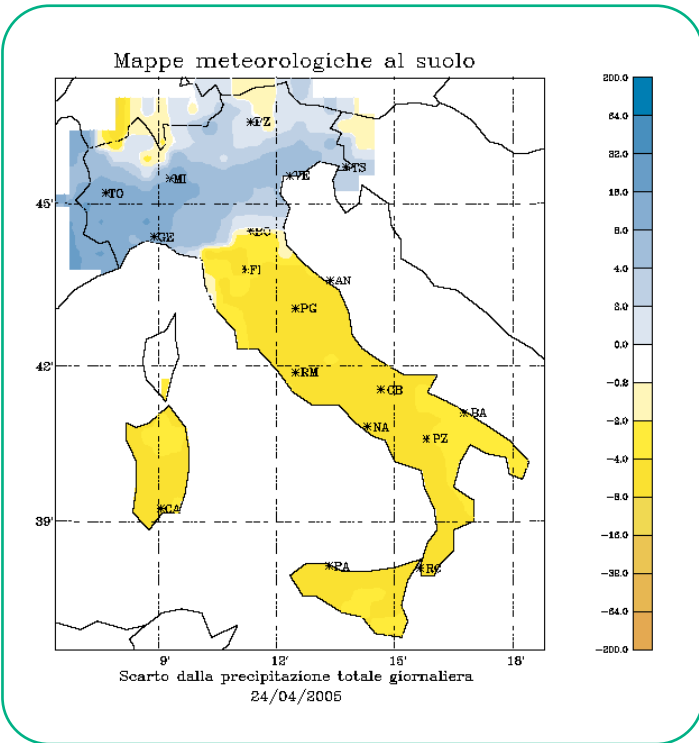 Mappe meteorologiche al suolo
200.0
64.0
32.0
16.0
8.0
4.0
2.0
0.0
-0.2
-2.0
-4.0
-8.0
-16.0
-32.0
-64.0
-200.0
*BZ
*TS
*VE
*MI
*TO
45'
*BO
*GE
*FI
*AN
*PG
42'
*RM
*CB
*BA
*NA
*PZ
*CA
39'
*PA
*RC
9'
12'
15'
18'
Scarto dalla precipitazione totale giornaliera
24/04/2005